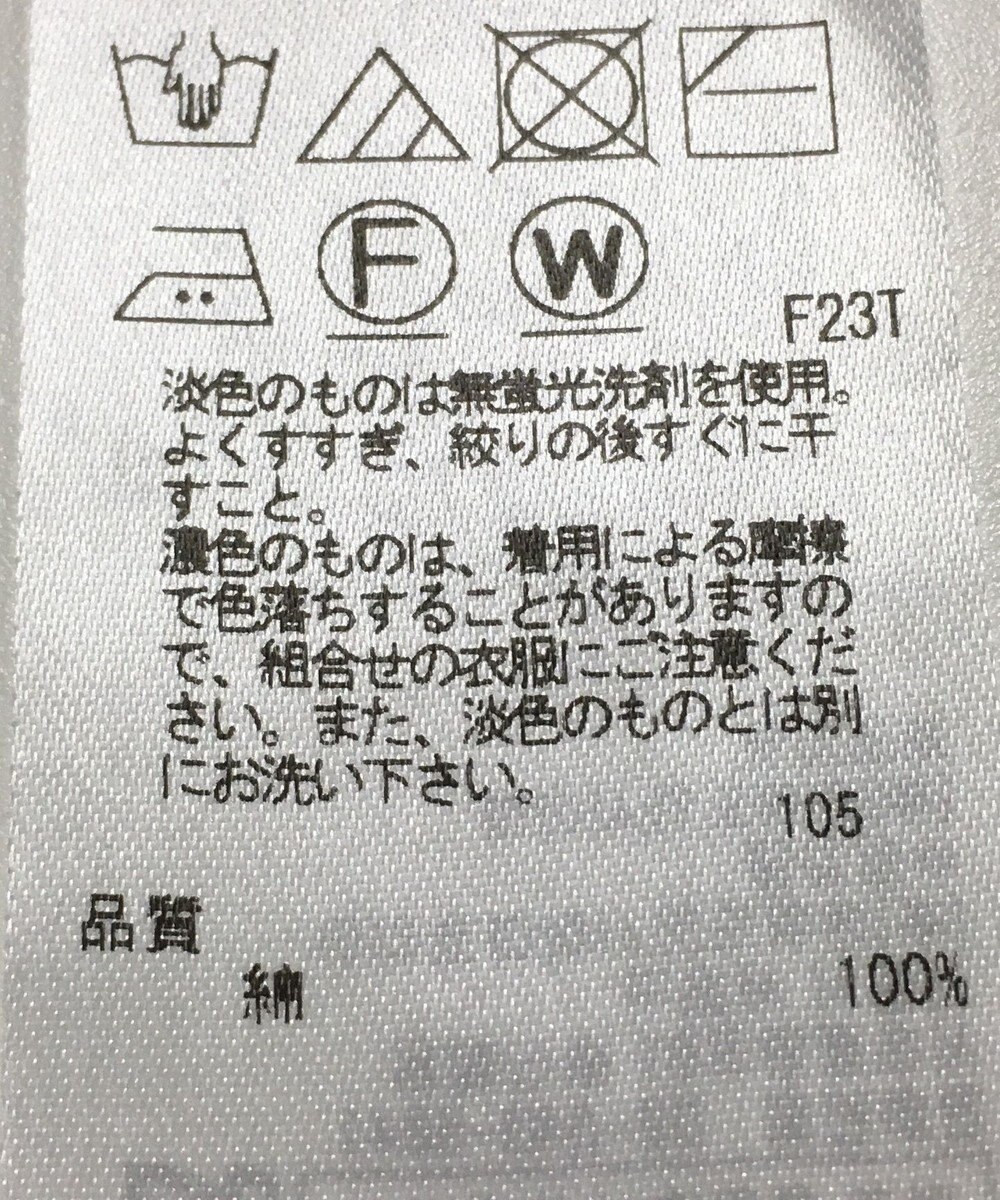 F
W
F23T
淡色のものは無蛍光洗剤を使用。
よくすすぎ、絞りの後すぐに干
すこと。
濃色のものは、着用による摩擦
で色落ちすることがありますの
で、組合せの衣服にご注意くだ
さい。また、淡色のものとは別
にお洗い下さい。
105
品質
綿 100%